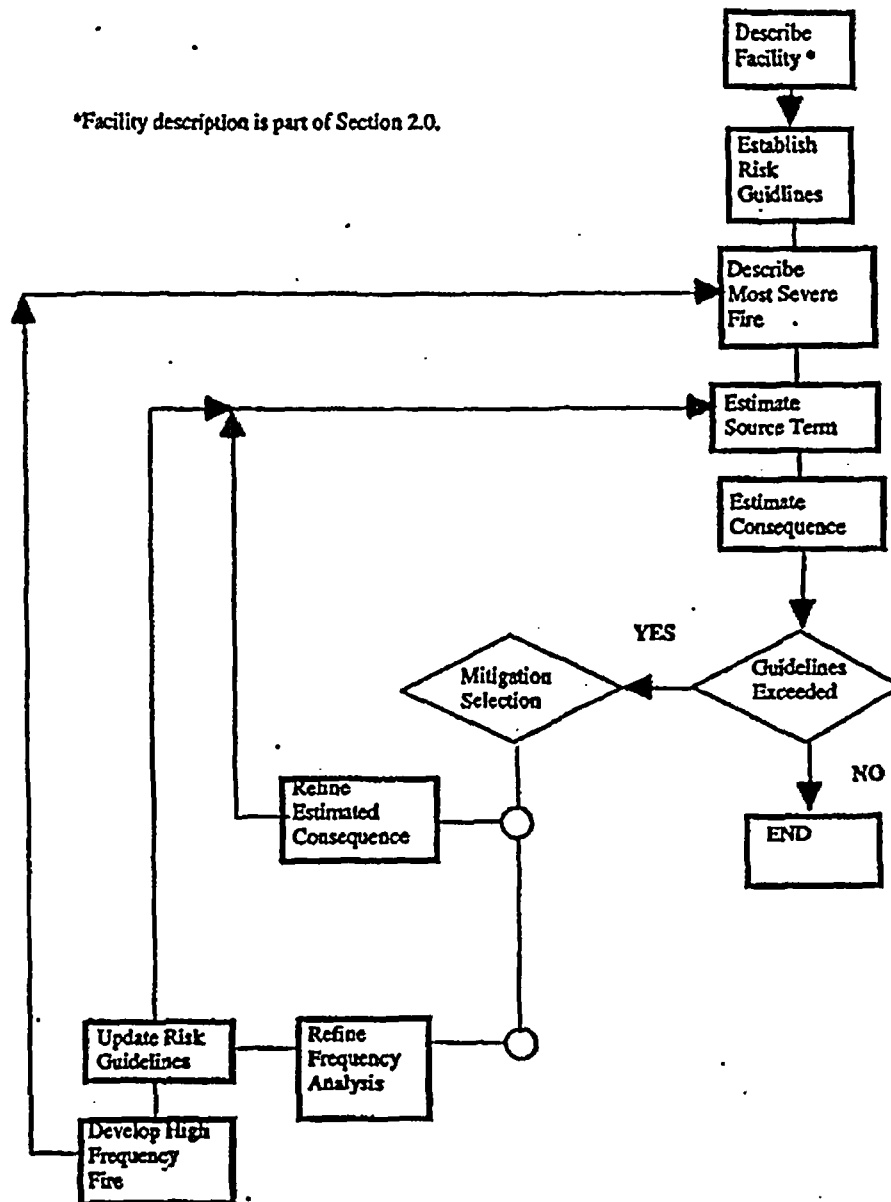 Describe
Facility *
*Facility description is part of Section 2.0.
Establish
Risk
Guidlines
Describe
Most Severe
Fire
Estimate
Source Term
Estimate
Consequence
YES
Mitigation
Selection
Guidelines
Exceeded
NO
Refine
Estimated
Consequence
END
Update Risk
Guidelines
Refine
Frequency
Analysis
Develop High
Frequency
Fire